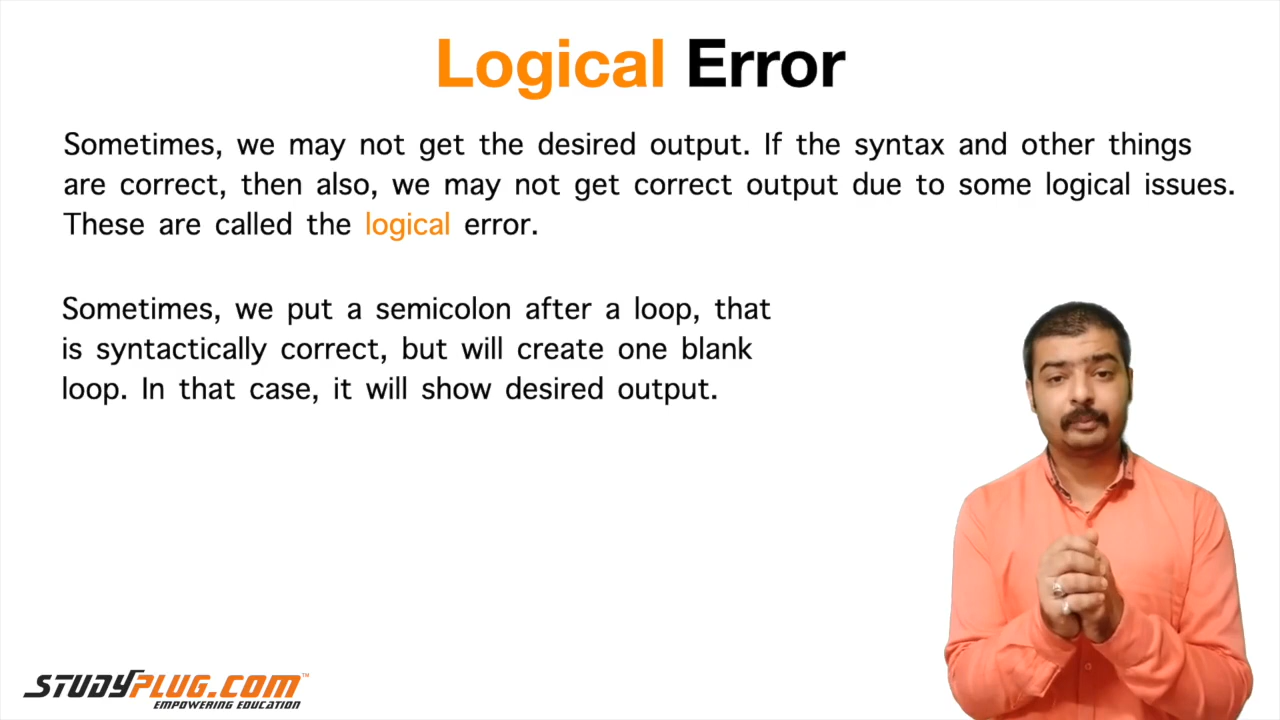 Logical Error
Sometimes, we may not get the desired output. If the syntax and other things
are correct, then also, we may not get correct output due to some logical issues.
These are called the logical error.
Sometimes, we put a semicolon after a loop, that
is syntactically correct, but will create one blank
loop. In that case, it will show desired output.
STUDYPLUG.COM™
EMPOWERING EDUCATION